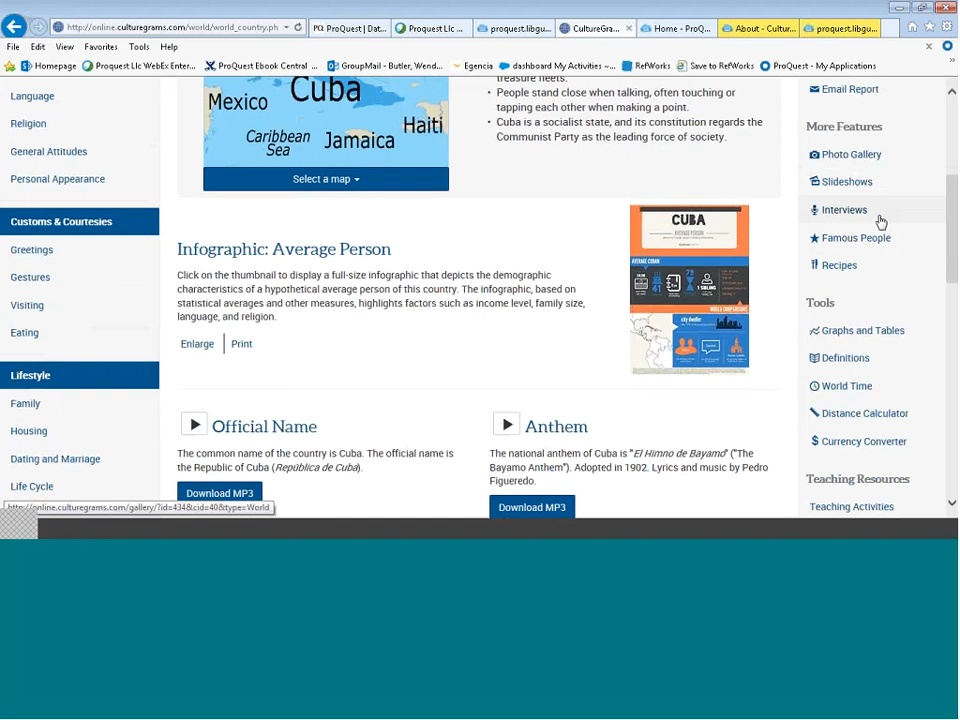 http://online.culturegrams.com/world/world_country.ph
PQ ProQuest | Dat...
Proquest Llc ...
proquest.libgu...
CultureGra...
Home - ProQ...
About - Cultur...
proquest.libgu...
File Edit View Favorites Tools Help
Homepage
Proquest Llc WebEx Enter...
ProQuest Ebook Central ...
GroupMail - Butler, Wend...
Egencia
dashboard My Activities ~...
RefWorks
Save to RefWorks
ProQuest - My Applications
Language
Religion
General Attitudes
Personal Appearance
Customs & Courtesies
Greetings
Gestures
Visiting
Eating
Lifestyle
Family
Housing
Dating and Marriage
Life Cycle
http://online.culturegrams.com/gallery/?id=434&cid=40&type=World
Mexico
Cuba
Haiti
Caribbean
Sea
Jamaica
Select a map
treasure fleets.
• People stand close when talking, often touching or
tapping each other when making a point.
• Cuba is a socialist state, and its constitution regards the
Communist Party as the leading force of society.
Infographic: Average Person
Click on the thumbnail to display a full-size infographic that depicts the demographic
characteristics of a hypothetical average person of this country. The infographic, based on
statistical averages and other measures, highlights factors such as income level, family size,
language, and religion.
Enlarge | Print
CUBA
AVERAGE PERSON
AVERAGE CUBAN
41
79
1 SIBLING
WORLD COMPARISONS
city dweller
Official Name
The common name of the country is Cuba. The official name is
the Republic of Cuba (República de Cuba).
Download MP3
Anthem
The national anthem of Cuba is "El Himno de Bayamo" ("The
Bayamo Anthem"). Adopted in 1902. Lyrics and music by Pedro
Figueredo.
Download MP3
Email Report
More Features
Photo Gallery
Slideshows
Interviews
Famous People
Recipes
Tools
Graphs and Tables
Definitions
World Time
Distance Calculator
Currency Converter
Teaching Resources
Teaching Activities